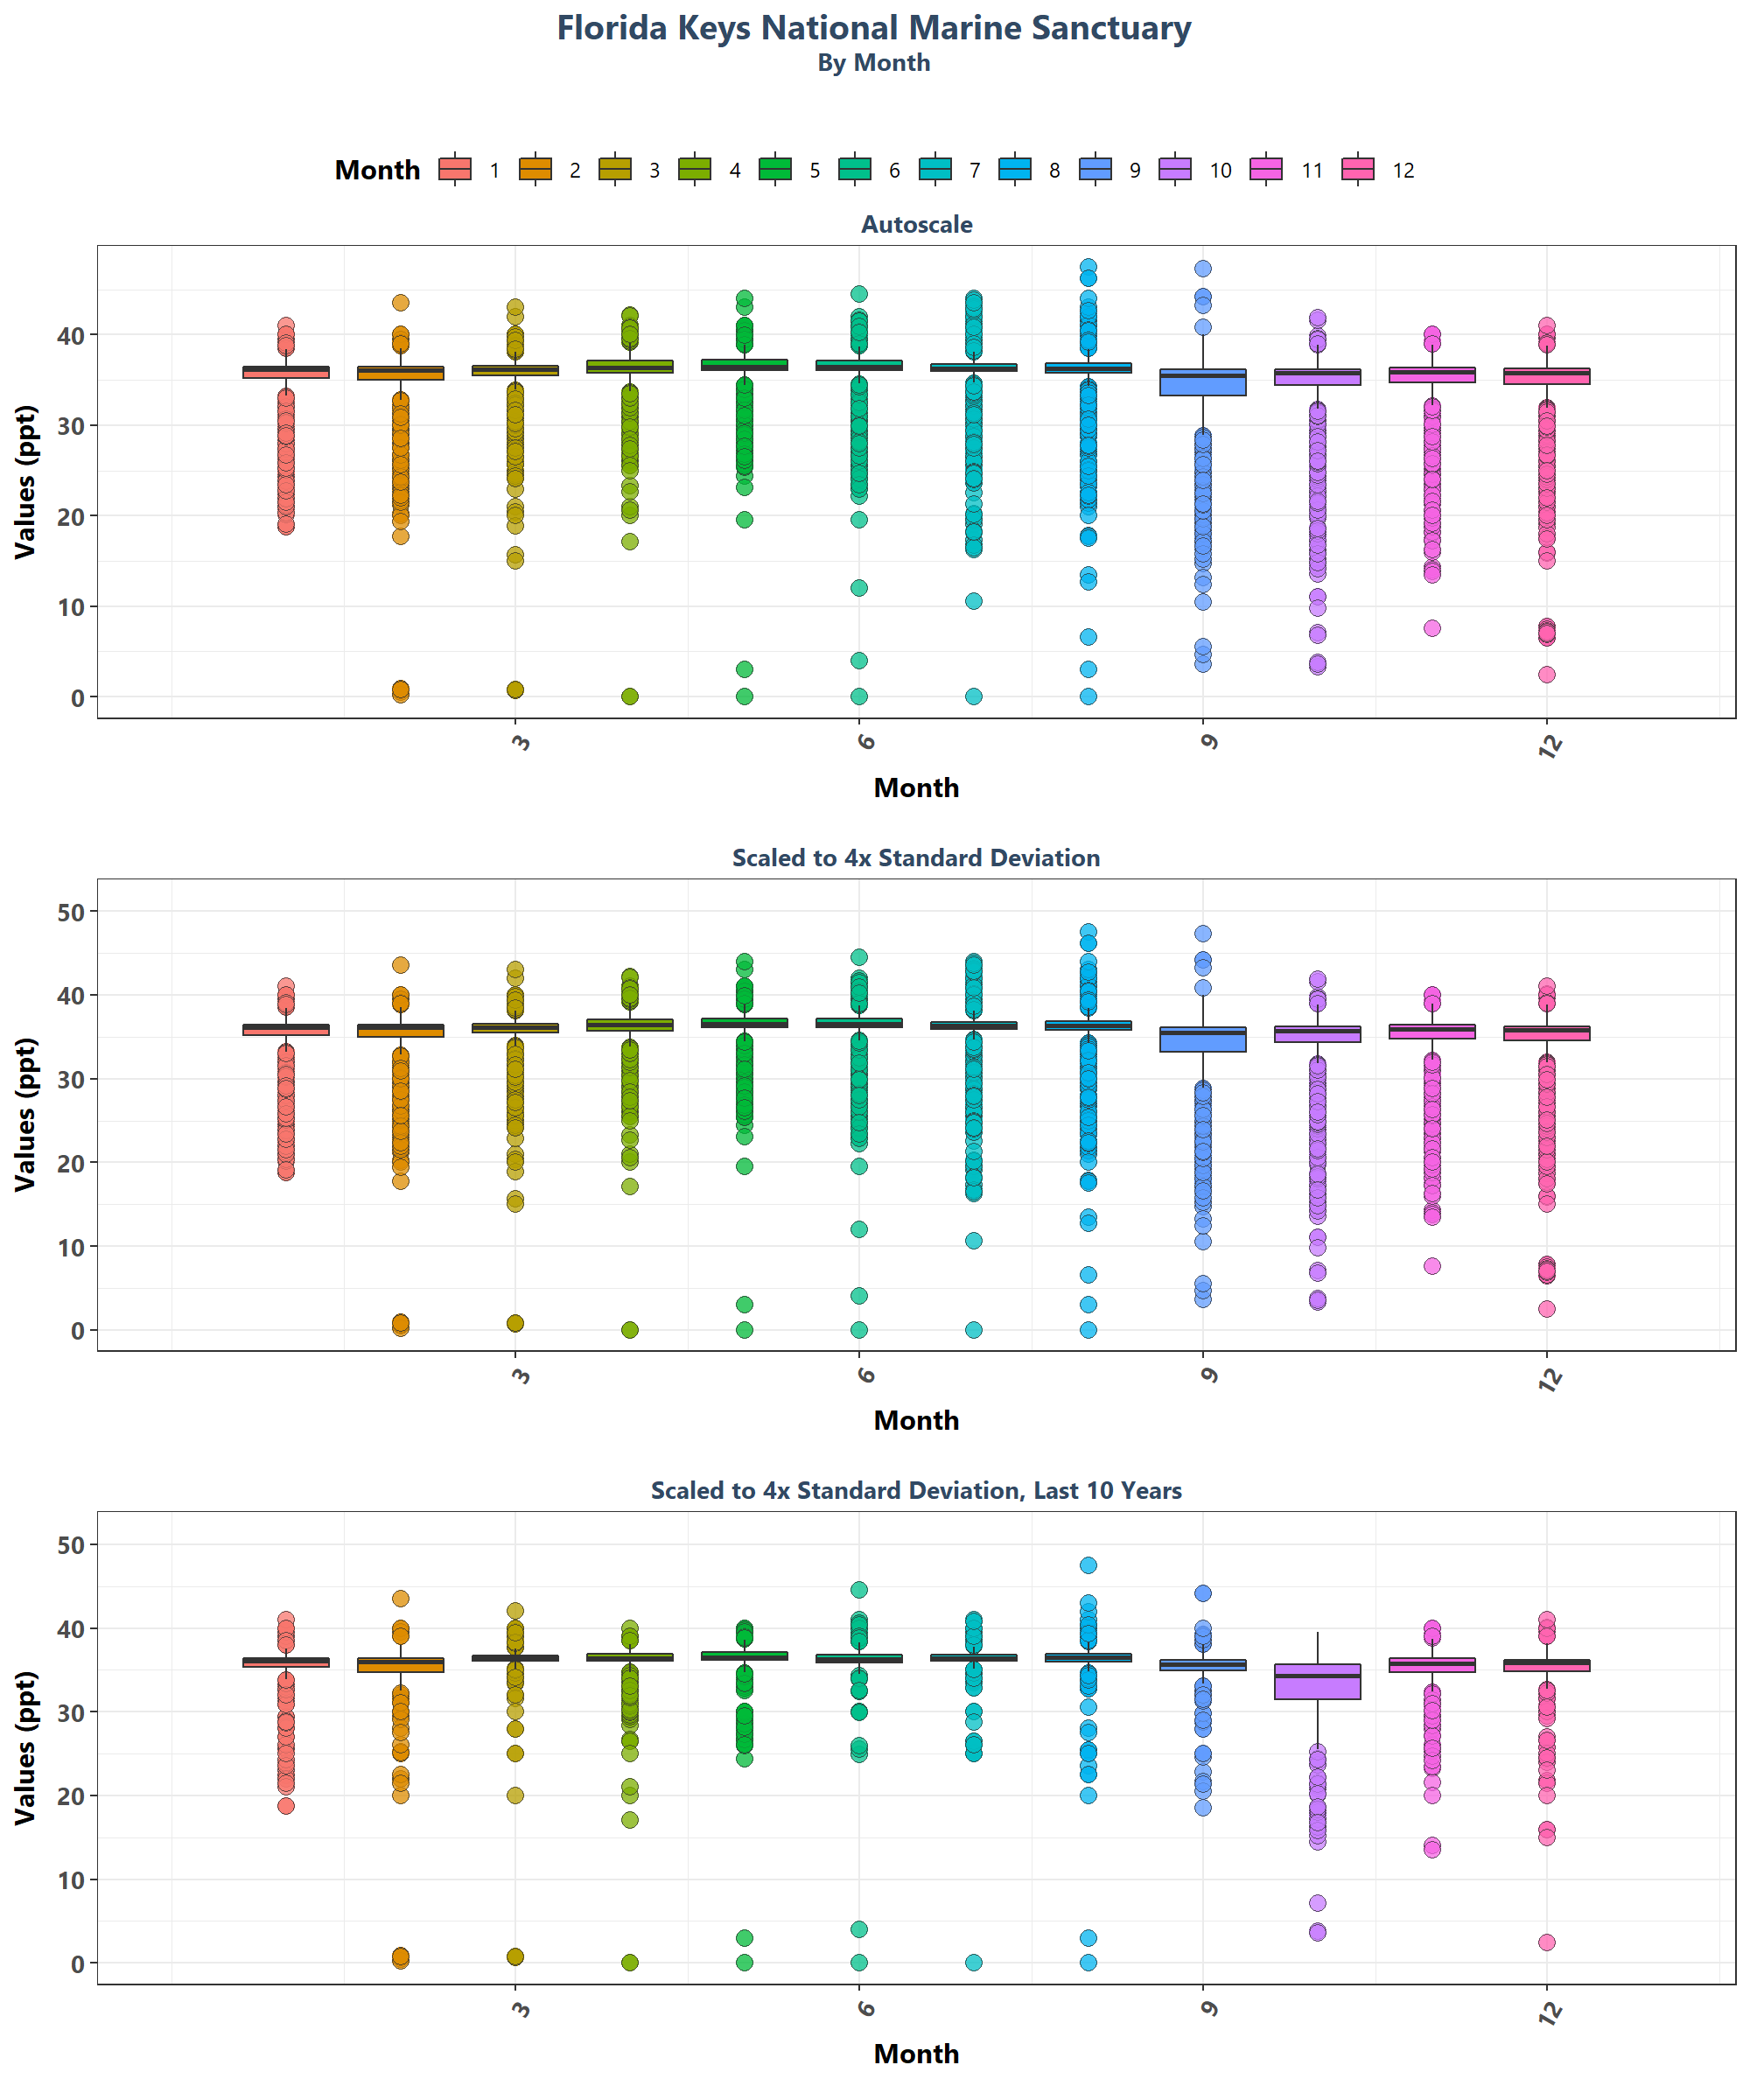 Florida Keys National Marine Sanctuary
By Month
Month 1 2 3 4 5 6 7 8 9 10 11 12
Autoscale
Values (ppt)
40
30
20
10
0
3 6 9 12
Month
Scaled to 4x Standard Deviation
Values (ppt)
50
40
30
20
10
0
3 6 9 12
Month
Scaled to 4x Standard Deviation, Last 10 Years
Values (ppt)
50
40
30
20
10
0
3 6 9 12
Month